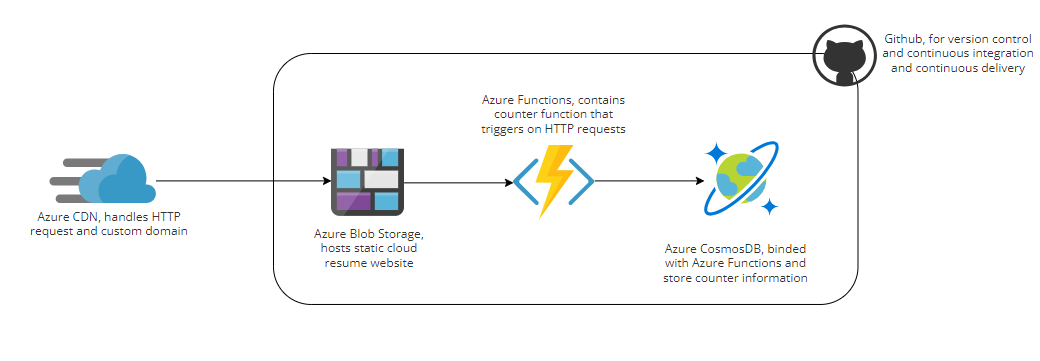 Github, for version control
and continuous integration
and continuous delivery
Azure Functions, contains
counter function that
triggers on HTTP requests
Azure CDN, handles HTTP
request and custom domain
Azure Blob Storage,
hosts static cloud
resume website
Azure CosmosDB, binded
with Azure Functions and
store counter information